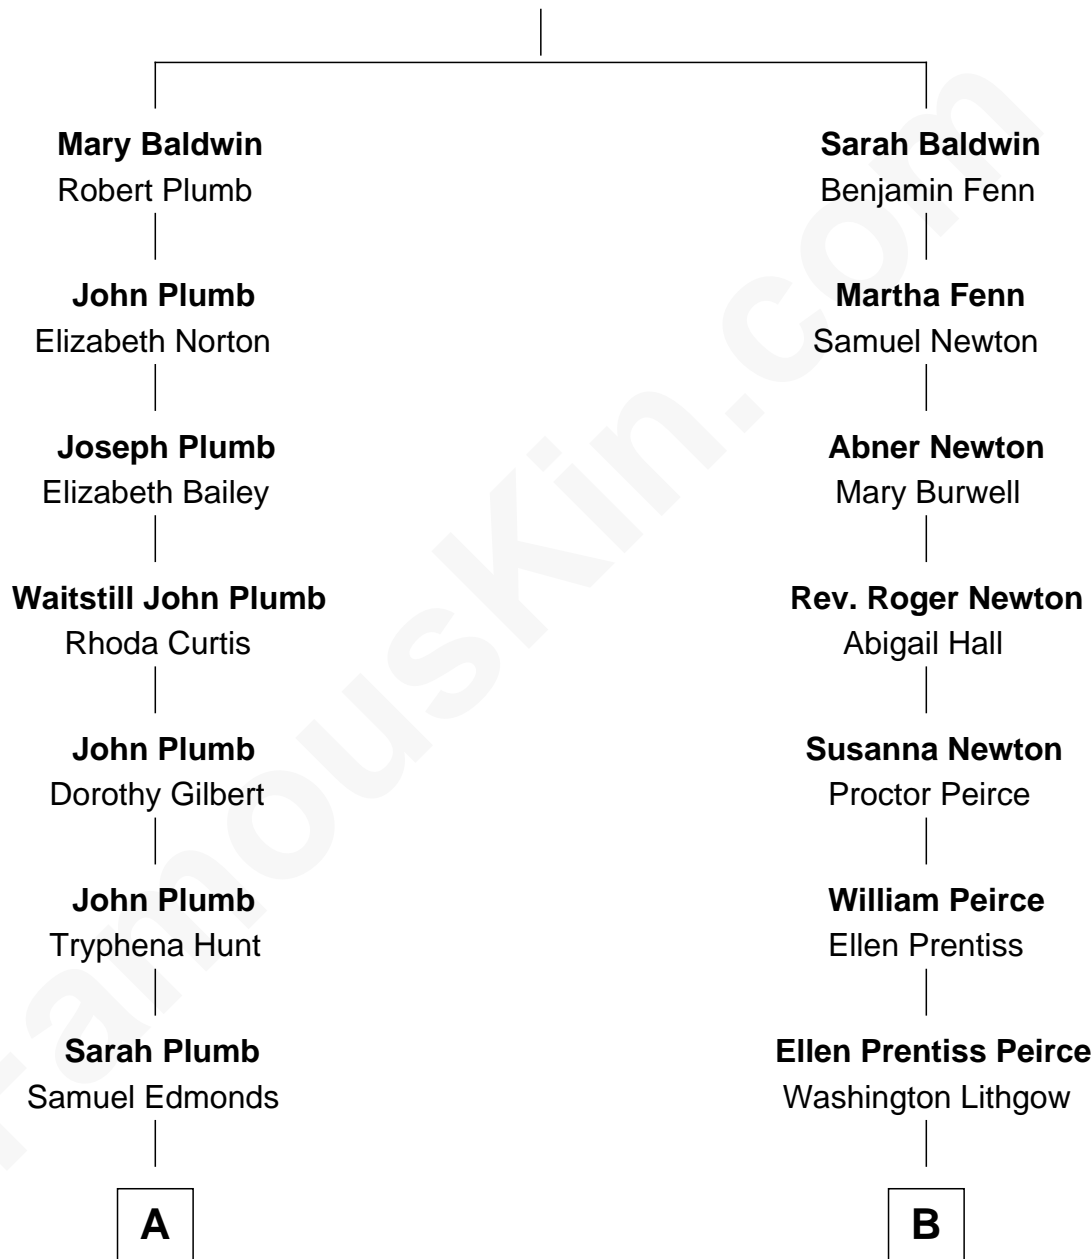 Mary Baldwin
Robert Plumb
John Plumb
Elizabeth Norton
Joseph Plumb
Elizabeth Bailey
Waitstill John Plumb
Rhoda Curtis
John Plumb
Dorothy Gilbert
John Plumb
Tryphena Hunt
Sarah Plumb
Samuel Edmonds
A
Sarah Baldwin
Benjamin Fenn
Martha Fenn
Samuel Newton
Abner Newton
Mary Burwell
Rev. Roger Newton
Abigail Hall
Susanna Newton
Proctor Peirce
William Peirce
Ellen Prentiss
Ellen Prentiss Peirce
Washington Lithgow
B
FamousKin.com